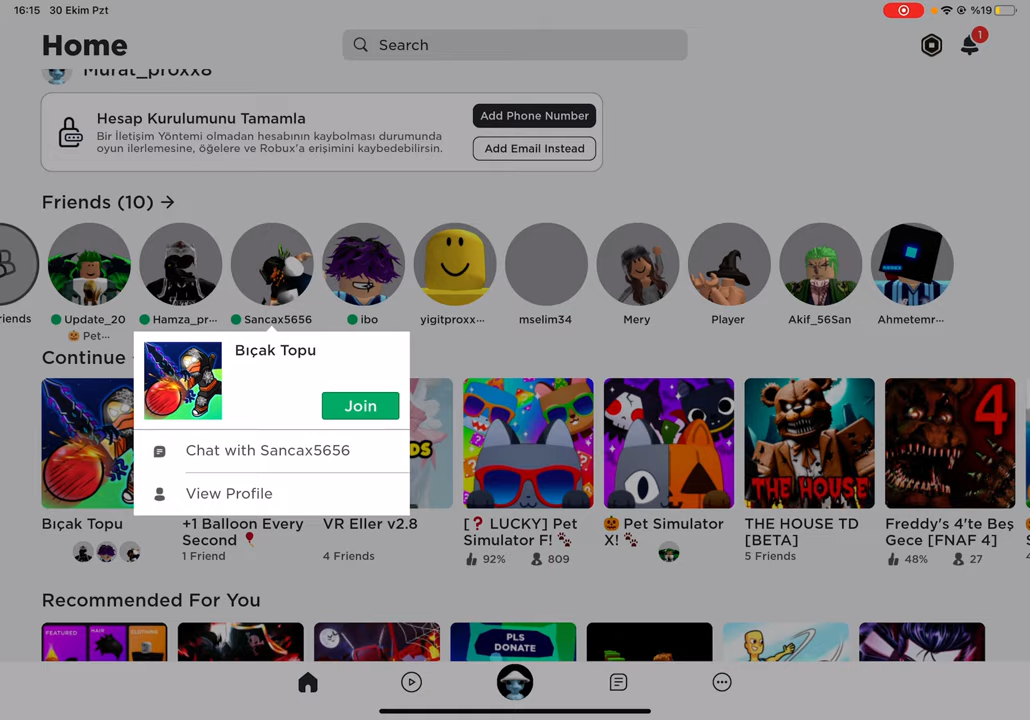 16:15 30 Ekim Pzt
%19
Home
Search
1
Murat_proxx8
Hesap Kurulumunu Tamamla
Bir İletişim Yöntemi olmadan hesabının kaybolması durumunda
oyun ilerlemesine, öğelere ve Robux'a erişimini kaybedebilirsin.
Add Phone Number
Add Email Instead
Friends (10) →
riends
Update_20
Hamza_pr...
Sancax5656
ibo
yigitproxx...
mselim34
Mery
Player
Akif_56San
Ahmetemr...
🎃 Pet...
Continue
Bıçak Topu
Join
Chat with Sancax5656
View Profile
4
THE HOUSE
Bıçak Topu
+1 Balloon Every
Second 🎈
1 Friend
VR Eller v2.8
4 Friends
[❓ LUCKY] Pet
Simulator F! 🐾
92% 809
🎃 Pet Simulator
X! 🐾
THE HOUSE TD
[BETA]
5 Friends
Freddy's 4'te Beş
Gece [FNAF 4]
48% 27
Recommended For You
FEATURED
HAIR
CLOTHING
PLS
DONATE